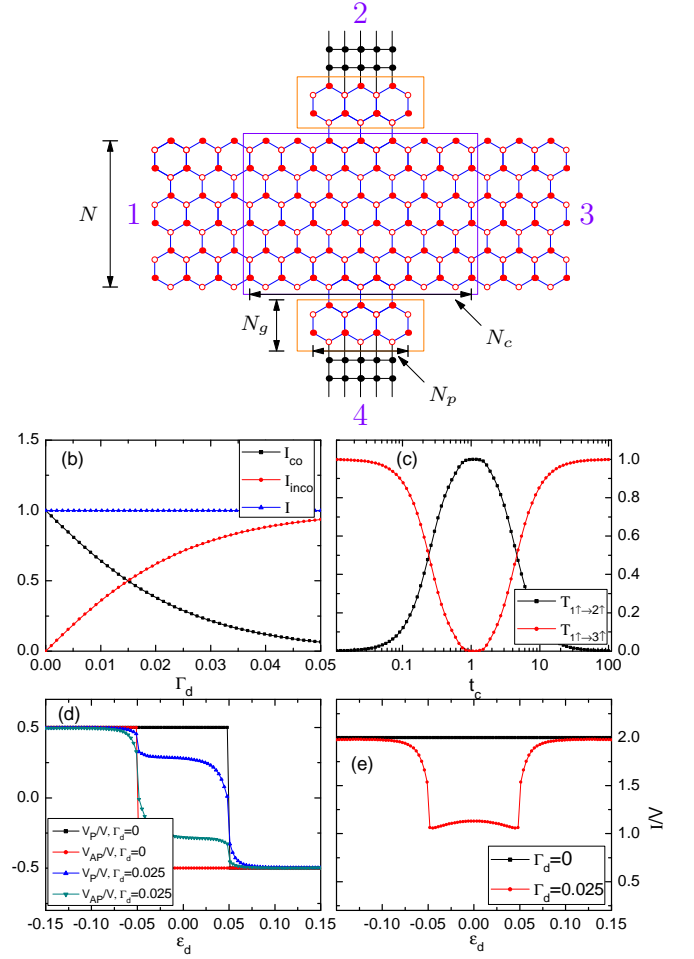 2
N
1
3
N_g
N_c
N_p
4
(b)
I_co
I_inco
I
1.5
1.0
0.5
0.0
0.00 0.01 0.02 0.03 0.04 0.05
Γ_d
(c)
T_1↑→2↑
T_1↑→3↑
1.0
0.8
0.6
0.4
0.2
0.0
0.1 1 10 100
t_c
(d)
0.5
0.0
-0.5
V_P/V, Γ_d=0
V_AP/V, Γ_d=0
V_P/V, Γ_d=0.025
V_AP/V, Γ_d=0.025
-0.15 -0.10 -0.05 0.00 0.05 0.10 0.15
ε_d
(e)
2.0
1.5
1.0
0.5
I/V
Γ_d=0
Γ_d=0.025
-0.10 -0.05 0.00 0.05 0.10 0.15
ε_d